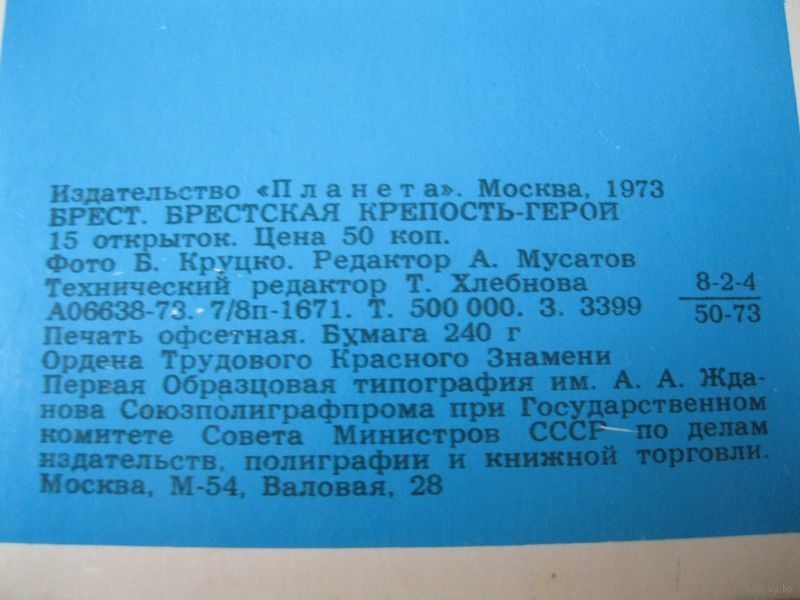 Издательство «Планета». Москва, 1973
БРЕСТ. БРЕСТСКАЯ КРЕПОСТЬ-ГЕРОЙ
15 открыток. Цена 50 коп.
Фото Б. Круцко. Редактор А. Мусатов
Технический редактор Т. Хлебнова
А06638-73. 7/8п-1671. Т. 500 000. З. 3399
8-2-4
50-73
Печать офсетная. Бумага 240 г
Ордена Трудового Красного Знамени
Первая Образцовая типография им. А. А. Жда-
нова Союзполиграфпрома при Государственном
комитете Совета Министров СССР по делам
издательств, полиграфии и книжной торговли.
Москва, М-54, Валовая, 28
www.ay.by